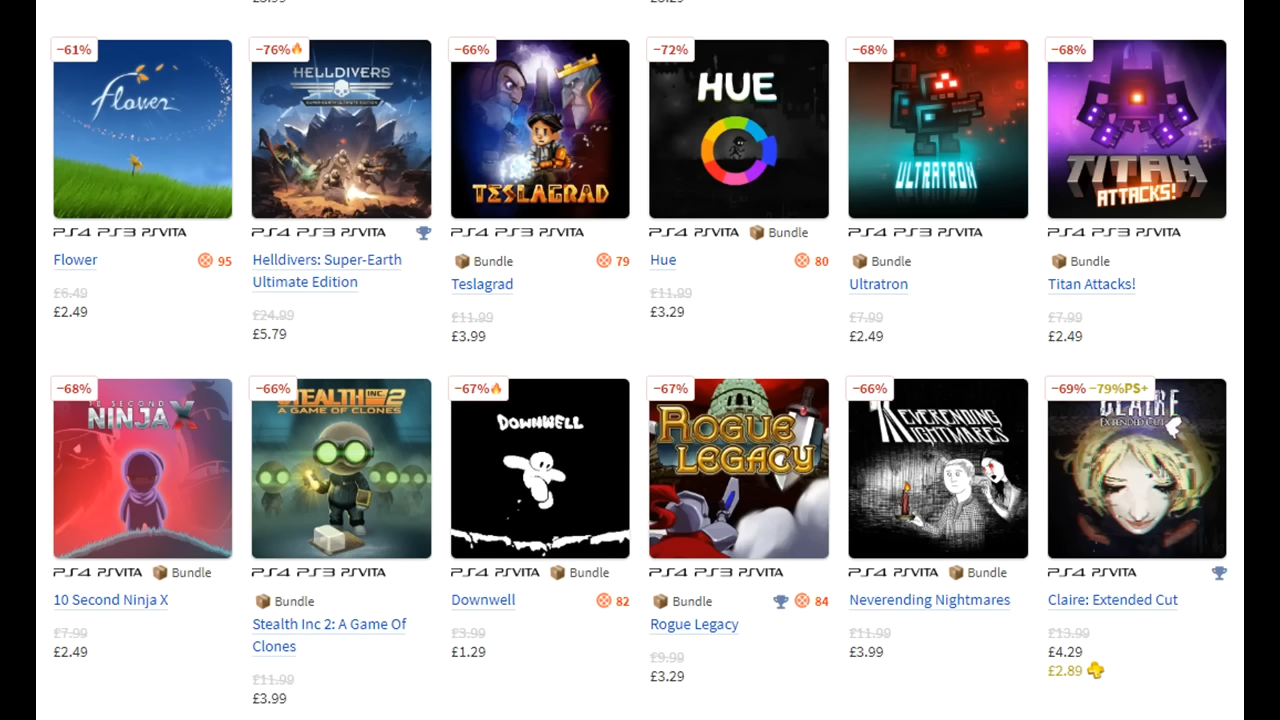 −61%
−76%
−66%
−72%
−68%
−68%
flower
HELLDIVERS
SUPER-EARTH ULTIMATE EDITION
TESLAGRAD
HUE
ULTRATRON
TITAN
ATTACKS!
PS4 PS3 PSVITA
PS4 PS3 PSVITA
PS4 PS3 PSVITA
PS4 PSVITA Bundle
PS4 PS3 PSVITA
PS4 PS3 PSVITA
Flower 95
Helldivers: Super-Earth
Ultimate Edition
Bundle 79
Teslagrad
Hue 80
Bundle
Ultratron
Bundle
Titan Attacks!
£6.49
£2.49
£24.99
£5.79
£11.99
£3.99
£11.99
£3.29
£7.99
£2.49
£7.99
£2.49
−68%
−66%
−67%
−67%
−66%
−69% −79%PS+
10 SECOND
NINJA X
STEALTH INC 2
A GAME OF CLONES
DOWNWELL
ROGUE
LEGACY
NEVERENDING
NIGHTMARES
CLAIRE
EXTENDED CUT
PS4 PSVITA Bundle
PS4 PS3 PSVITA
PS4 PSVITA Bundle
PS4 PS3 PSVITA
PS4 PSVITA Bundle
PS4 PSVITA
10 Second Ninja X
Bundle
Stealth Inc 2: A Game Of
Clones
Downwell 82
Bundle 84
Rogue Legacy
Neverending Nightmares
Claire: Extended Cut
£7.99
£2.49
£11.99
£3.99
£3.99
£1.29
£9.99
£3.29
£11.99
£3.99
£13.99
£4.29
£2.89